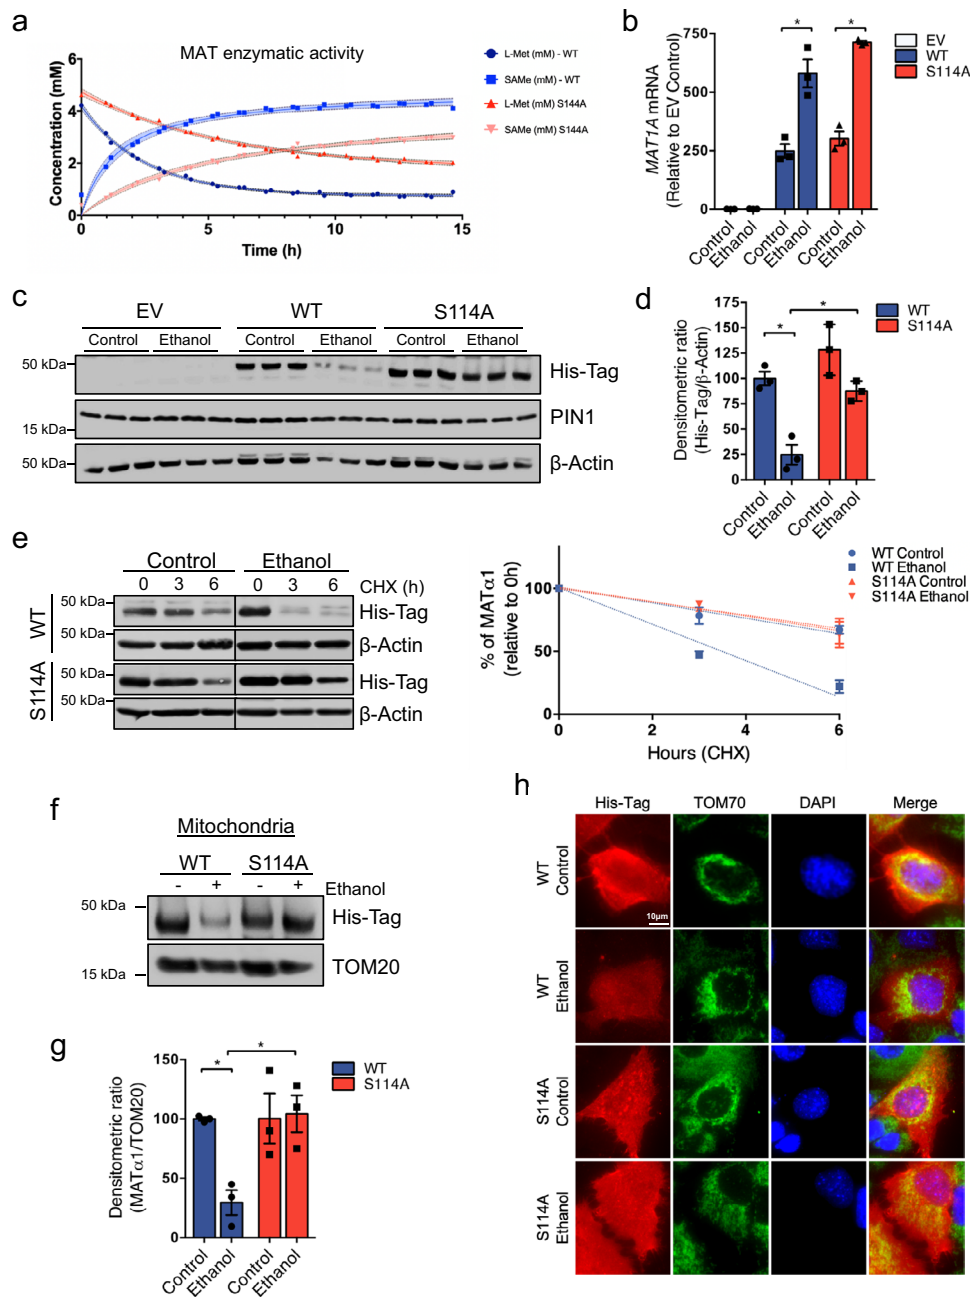 a
MAT enzymatic activity
Concentration (mM)
6
4
2
0
0
5
10
15
Time (h)
L-Met (mM) - WT
SAMe (mM) - WT
L-Met (mM) S144A
SAMe (mM) S144A
b
MAT1A mRNA
(Relative to EV Control)
750
500
250
0
*
*
EV
WT
S114A
Control
Ethanol
Control
Ethanol
Control
Ethanol
c
EV
WT
S114A
Control
Ethanol
Control
Ethanol
Control
Ethanol
50 kDa
His-Tag
15 kDa
PIN1
50 kDa
β-Actin
d
Densitometric ratio
(His-Tag/β-Actin)
175
150
125
100
75
50
25
0
*
*
WT
S114A
Control
Ethanol
Control
Ethanol
e
Control
Ethanol
0 3 6 0 3 6 CHX (h)
WT
50 kDa
His-Tag
50 kDa
β-Actin
S114A
50 kDa
His-Tag
50 kDa
β-Actin
% of MATα1
(relative to 0h)
100
50
0
0
2
4
6
Hours (CHX)
WT Control
WT Ethanol
S114A Control
S114A Ethanol
f
Mitochondria
WT
S114A
- + - + Ethanol
50 kDa
His-Tag
15 kDa
TOM20
g
Densitometric ratio
(MATα1/TOM20)
150
100
50
0
*
*
WT
S114A
Control
Ethanol
Control
Ethanol
h
His-Tag
TOM70
DAPI
Merge
WT
Control
10µm
WT
Ethanol
S114A
Control
S114A
Ethanol